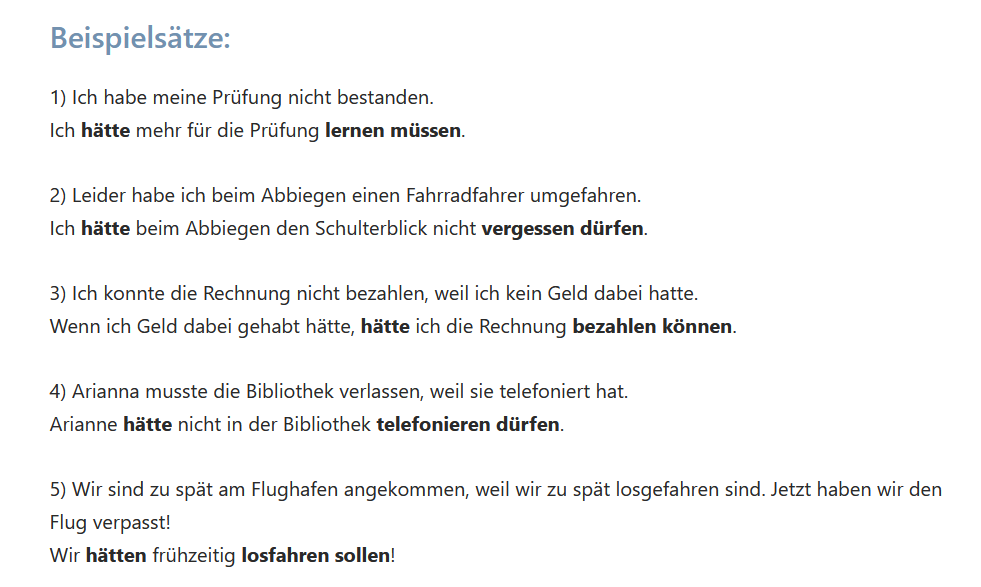 Beispielsätze:
1) Ich habe meine Prüfung nicht bestanden.
Ich hätte mehr für die Prüfung lernen müssen.
2) Leider habe ich beim Abbiegen einen Fahrradfahrer umgefahren.
Ich hätte beim Abbiegen den Schulterblick nicht vergessen dürfen.
3) Ich konnte die Rechnung nicht bezahlen, weil ich kein Geld dabei hatte.
Wenn ich Geld dabei gehabt hätte, hätte ich die Rechnung bezahlen können.
4) Arianna musste die Bibliothek verlassen, weil sie telefoniert hat.
Arianne hätte nicht in der Bibliothek telefonieren dürfen.
5) Wir sind zu spät am Flughafen angekommen, weil wir zu spät losgefahren sind. Jetzt haben wir den
Flug verpasst!
Wir hätten frühzeitig losfahren sollen!